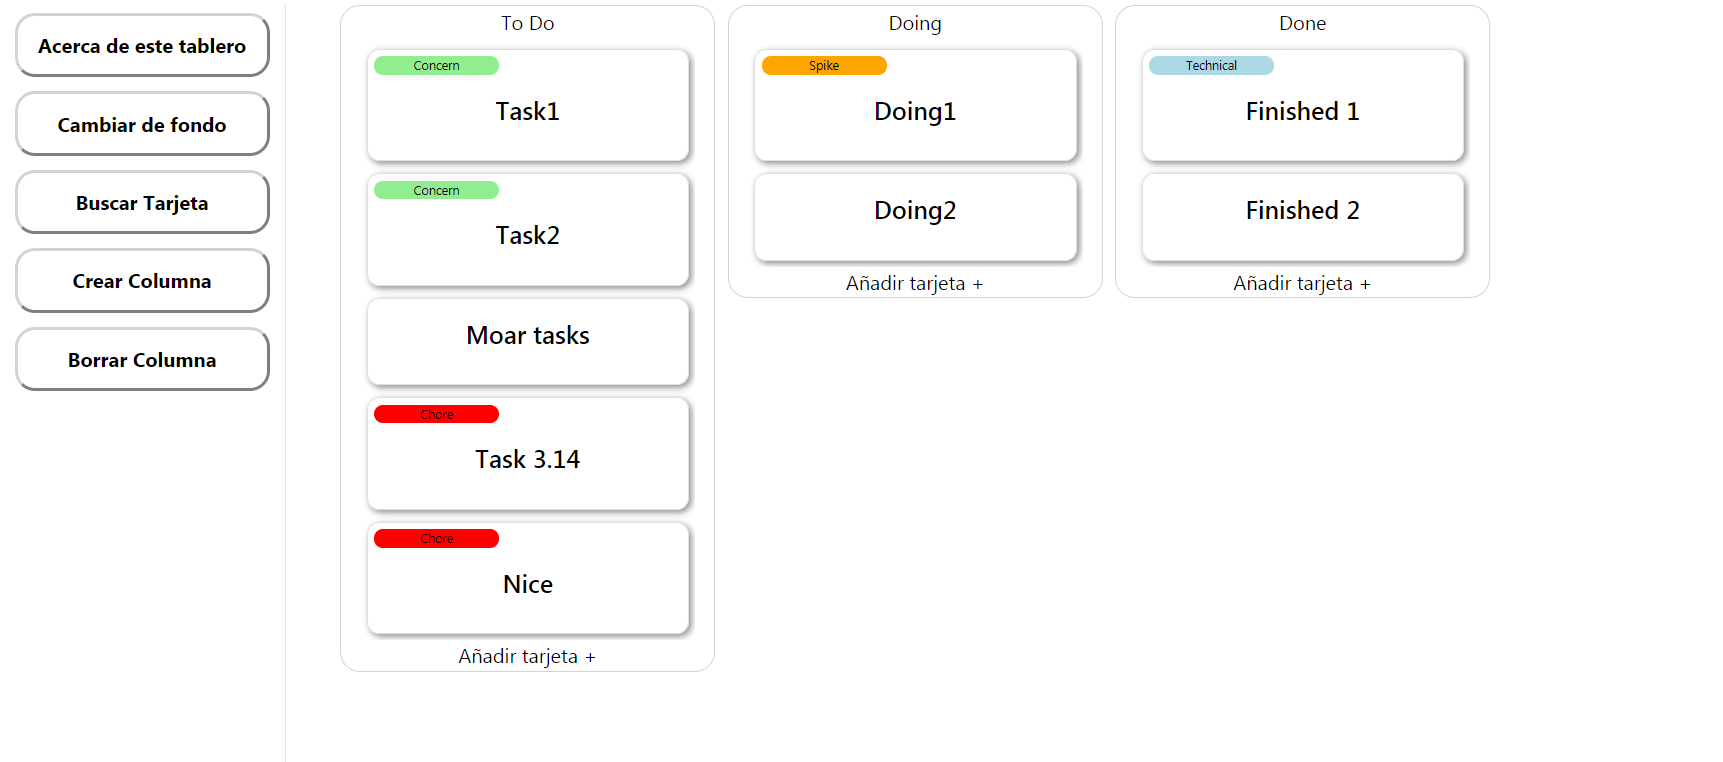 Acerca de este tablero
Cambiar de fondo
Buscar Tarjeta
Crear Columna
Borrar Columna
To Do
Concern
Task1
Concern
Task2
Moar tasks
Chore
Task 3.14
Chore
Nice
Añadir tarjeta +
Doing
Spike
Doing1
Doing2
Añadir tarjeta +
Done
Technical
Finished 1
Finished 2
Añadir tarjeta +